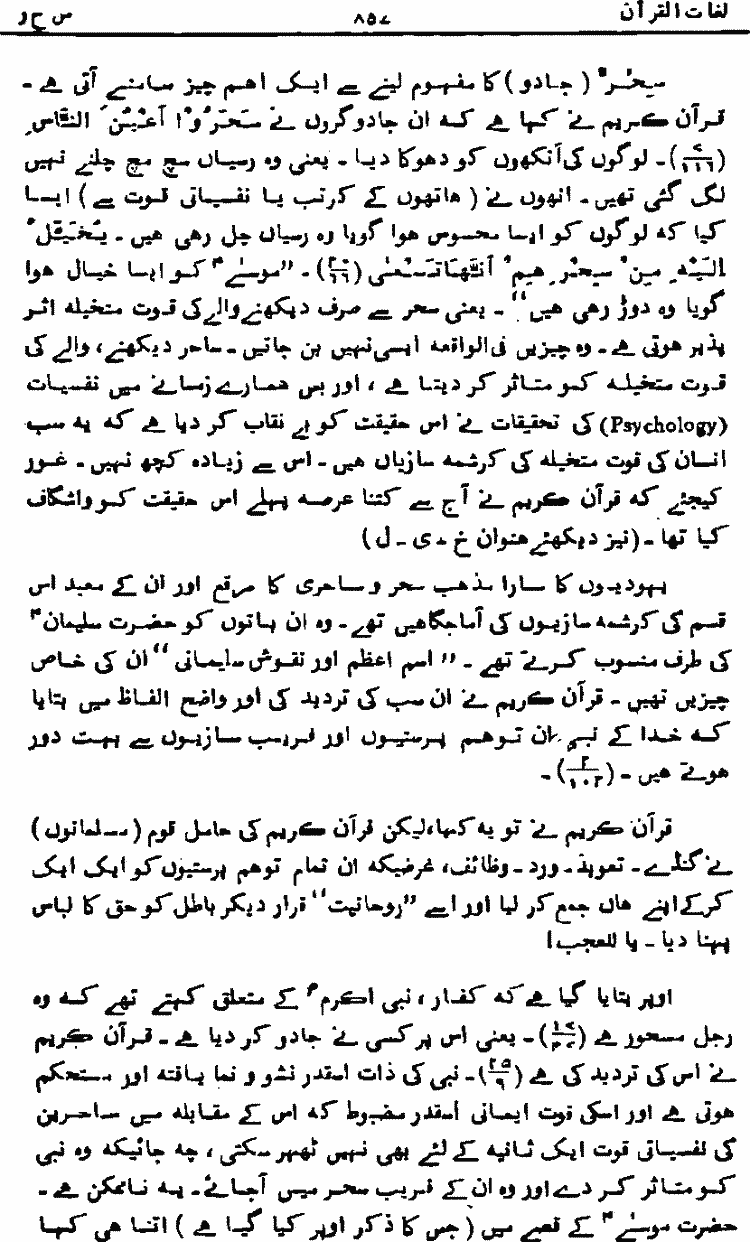 لغات القرآن ۸۵۷ س ح ر
سِحْرٌ (جادو) کا مفہوم لینے سے ایک اہم چیز سامنے آتی ہے ۔
قرآن کریم نے کہا ہے کہ ان جادوگروں نے سَحَرُوْا اَعْیُنَ النَّاسِ
(۷/۱۱۶) ۔ لوگوں کی آنکھوں کو دھوکا دیا ۔ یعنی وہ رسیاں سچ مچ چلنے نہیں
لگ گئی تھیں ۔ انھوں نے (ہاتھوں کے کرتب یا نفسیاتی قوت سے) ایسا
کیا کہ لوگوں کو ایسا محسوس ہوا گویا وہ رسیاں چل رہی ہیں ۔ یُخَیَّلُ
اِلَیْہِ مِنْ سِحْرِہِمْ اَنَّہَا تَسْعٰی (۲۰/۶۶) ۔ ”موسیٰؑ کو ایسا خیال ہوا
گویا وہ دوڑ رہی ہیں“ ۔ یعنی سحر سے صرف دیکھنے والے کی قوت متخیلہ اثر
پذیر ہوتی ہے ۔ وہ چیزیں فی الواقعہ ایسی نہیں بن جاتیں ۔ ساحر دیکھنے، والے کی
قوت متخیلہ کو متاثر کر دیتا ہے ، اور بس ہمارے زمانے میں نفسیات
(Psychology) کی تحقیقات نے اس حقیقت کو بے نقاب کر دیا ہے کہ یہ سب
انسان کی قوت متخیلہ کی کرشمہ سازیاں ہیں ۔ اس سے زیادہ کچھ نہیں ۔ غور
کیجئے کہ قرآن کریم نے آج سے کتنا عرصہ پہلے اس حقیقت کو واشگاف
کیا تھا ۔ (نیز دیکھئے عنوان خ ۔ ی ۔ ل)
یہودیوں کا سارا مذہب سحر و ساحری کا مرقع اور ان کے معبد اس
قسم کی کرشمہ سازیوں کی آماجگاہیں تھے ۔ وہ ان باتوں کو حضرت سلیمانؑ
کی طرف منسوب کرتے تھے ۔ ”اسم اعظم اور نقوش سلیمانی“ ان کی خاص
چیزیں تھیں ۔ قرآن کریم نے ان سب کی تردید کی اور واضح الفاظ میں بتایا
کہ خدا کے نبی ان توہم پرستیوں اور فریب سازیوں سے بہت دور
ہوتے ہیں ۔ (۲/۱۰۲) ۔
قرآن کریم نے تو یہ کہا، لیکن قرآن کریم کی حامل قوم (مسلمانوں)
نے گنڈے ۔ تعویذ ۔ ورد ۔ وظائف، غرضیکہ ان تمام توہم پرستیوں کو ایک ایک
کرکے اپنے ہاں جمع کر لیا اور اسے ”روحانیت“ قرار دیکر باطل کو حق کا لباس
پہنا دیا ۔ یا للعجب!
اوپر بتایا گیا ہے کہ کفار ، نبی اکرمؐ کے متعلق کہتے تھے کہ وہ
رجل مسحور ہے (۱۷/۴۷) ۔ یعنی اس پر کسی نے جادو کر دیا ہے ۔ قرآن کریم
نے اس کی تردید کی ہے (۲۵/۹) ۔ نبی کی ذات اسقدر نشو و نما یافتہ اور مستحکم
ہوتی ہے اور اسکی قوت ایمانی اسقدر مضبوط کہ اس کے مقابلہ میں ساحرین
کی نفسیاتی قوت ایک ثانیہ کے لئے بھی نہیں ٹھہر سکتی ، چہ جائیکہ وہ نبی
کو متاثر کر دے اور وہ ان کے فریب سحر میں آجائے ۔ یہ ناممکن ہے ۔
حضرت موسیٰؑ کے قصے میں (جس کا ذکر اوپر کیا گیا ہے) اتنا ہی کہا